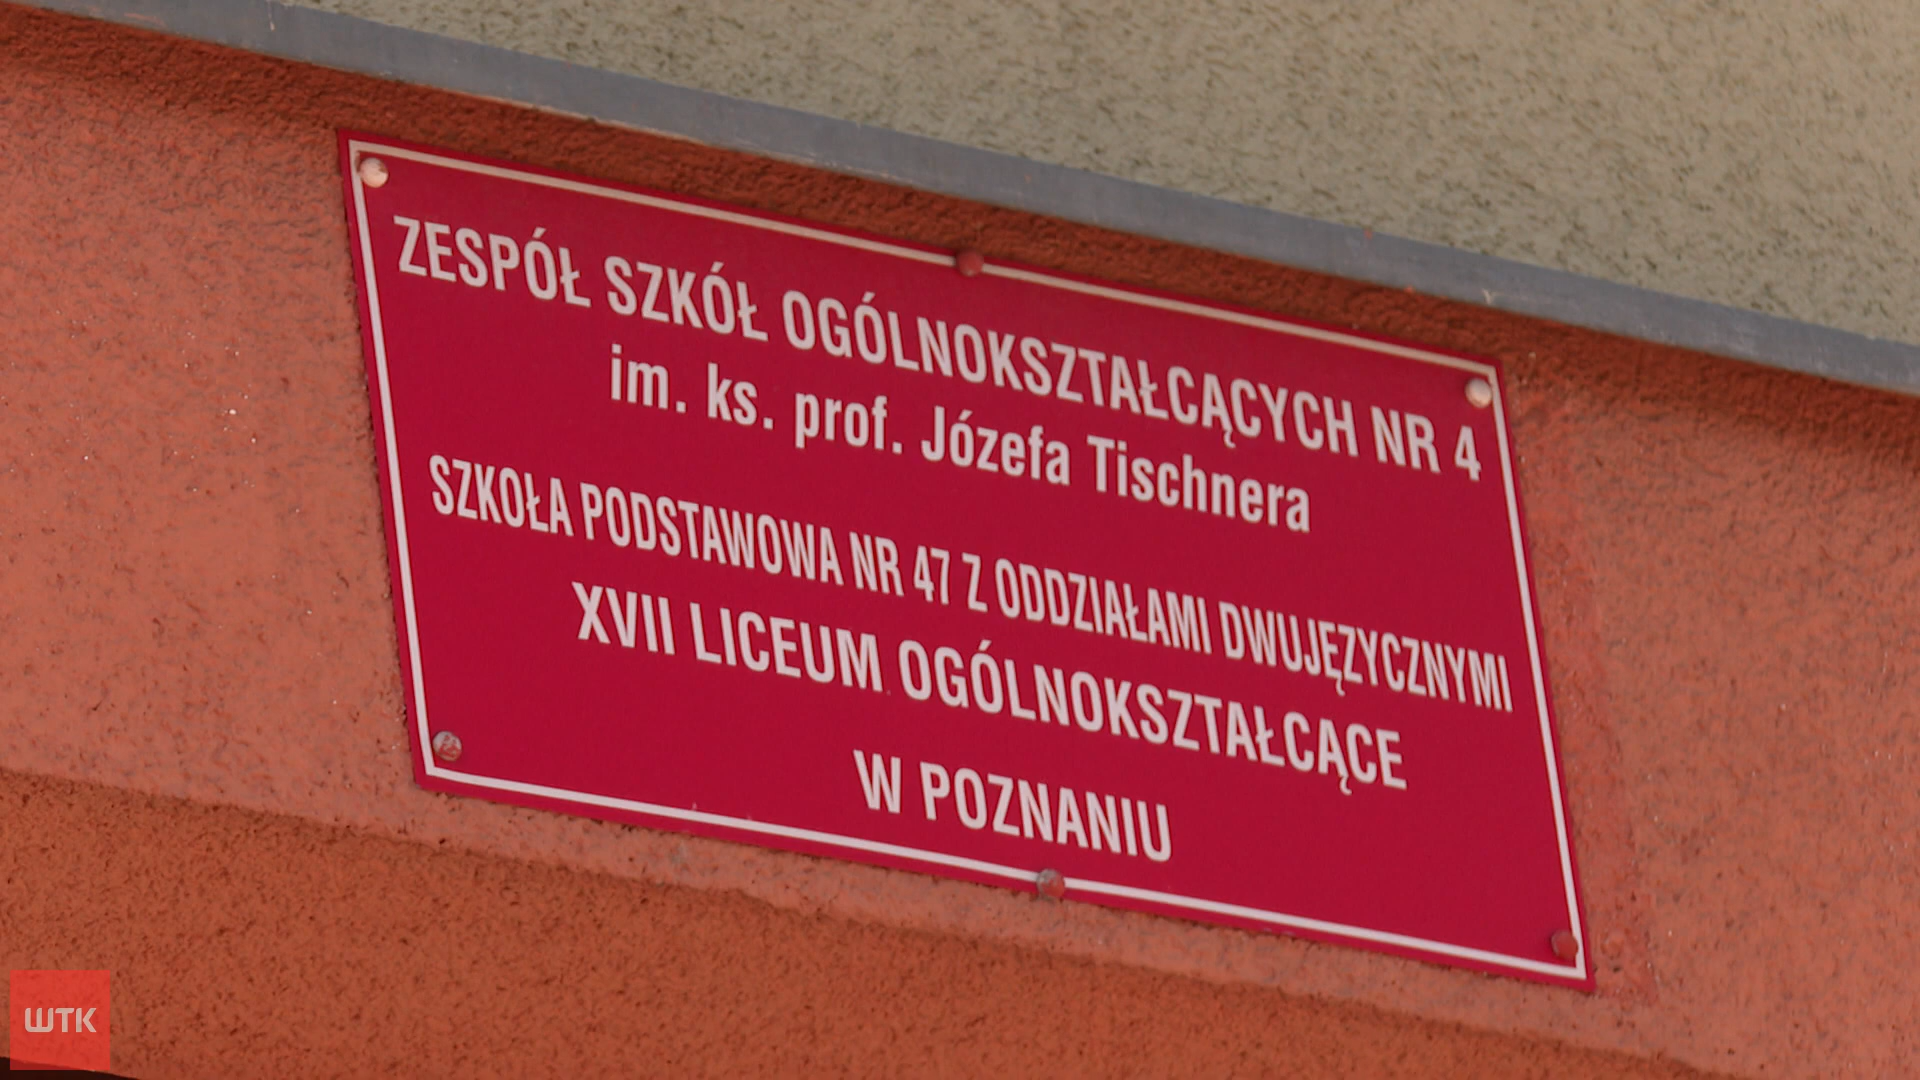 ZESPÓŁ SZKÓŁ OGÓLNOKSZTAŁCĄCYCH NR 4
im. ks. prof. Józefa Tischnera
SZKOŁA PODSTAWOWA NR 47 Z ODDZIAŁAMI DWUJĘZYCZNYMI
XVII LICEUM OGÓLNOKSZTAŁCĄCE
W POZNANIU
WTK